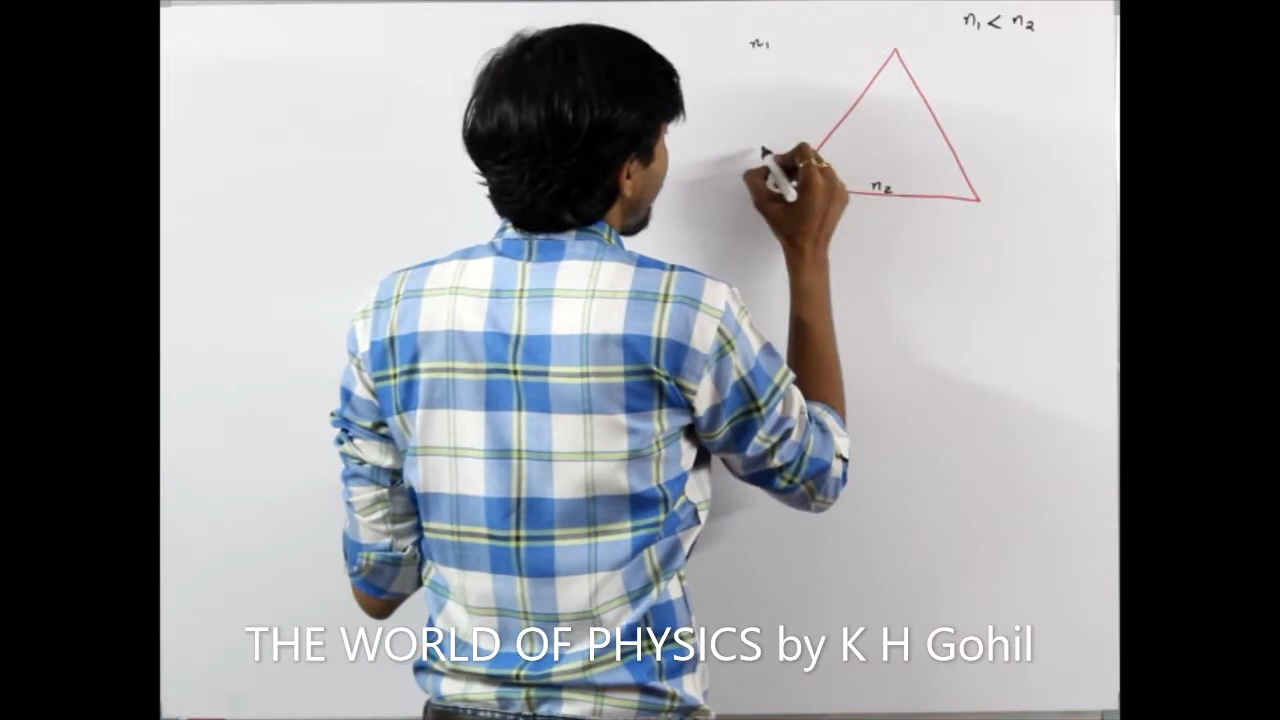 n₁ < n₂
n₁
n₂
THE WORLD OF PHYSICS by K H Gohil